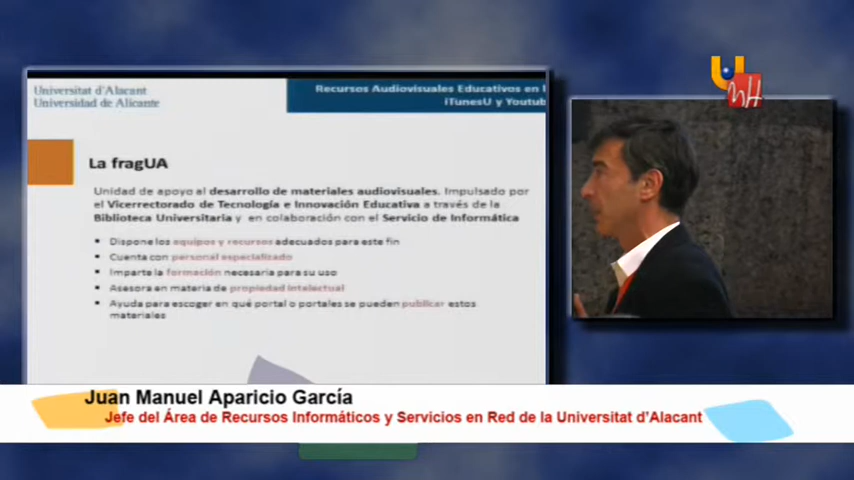 Universitat d'Alacant
Universidad de Alicante
Recursos Audiovisuales Educativos en
iTunesU y Youtub
La fragUA
Unidad de apoyo al desarrollo de materiales audiovisuales. Impulsado por
el Vicerrectorado de Tecnología e Innovación Educativa a través de la
Biblioteca Universitaria y en colaboración con el Servicio de Informática
Dispone los equipos y recursos adecuados para este fin
Cuenta con personal especializado
Imparte la formación necesaria para su uso
Asesora en materia de propiedad intelectual
Ayuda para escoger en qué portal o portales se pueden publicar estos
materiales
Juan Manuel Aparicio García
Jefe del Área de Recursos Informáticos y Servicios en Red de la Universitat d'Alacant